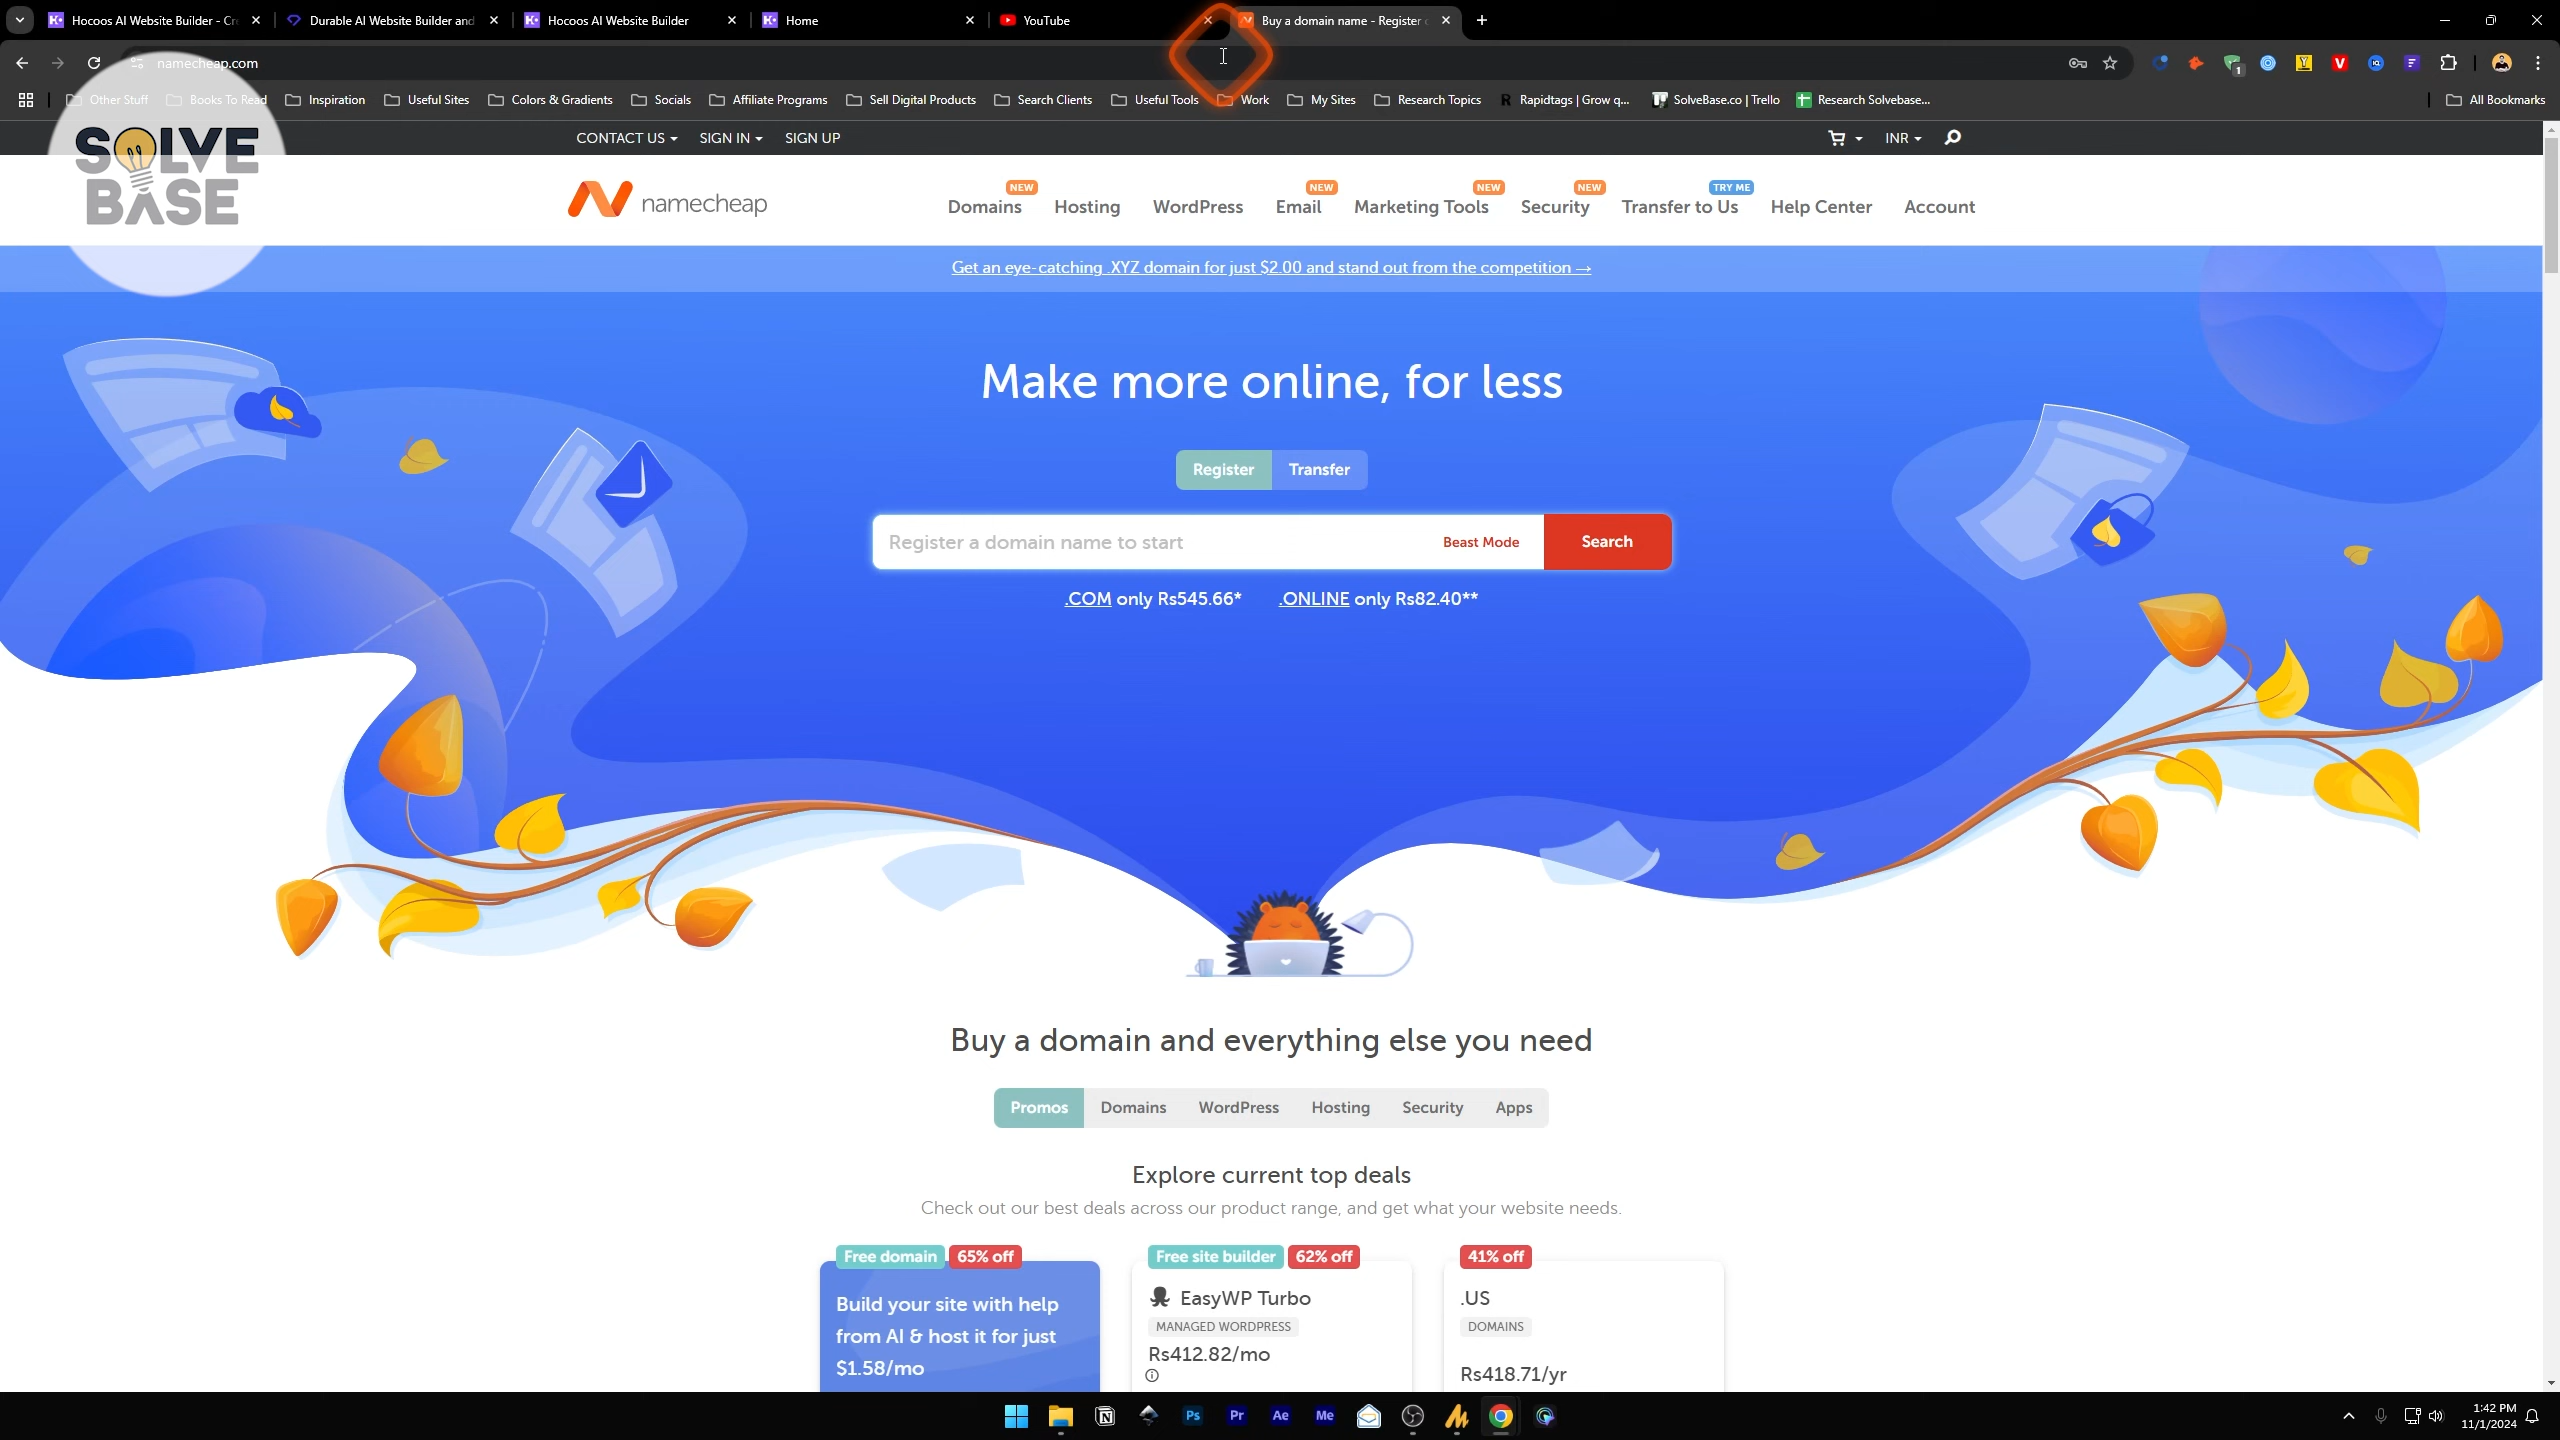 Hocoos AI Website Builder - Cr
Durable AI Website Builder and
Hocoos AI Website Builder
Home
YouTube
Buy a domain name - Register
namecheap.com
Other Stuff
Books To Read
Inspiration
Useful Sites
Colors & Gradients
Socials
Affiliate Programs
Sell Digital Products
Search Clients
Useful Tools
Work
My Sites
Research Topics
Rapidtags | Grow q...
SolveBase.co | Trello
Research Solvebase...
All Bookmarks
SOLVE
BASE
CONTACT US
SIGN IN
SIGN UP
INR
namecheap
Domains NEW
Hosting
WordPress
Email NEW
Marketing Tools NEW
Security NEW
Transfer to Us TRY ME
Help Center
Account
Get an eye-catching .XYZ domain for just $2.00 and stand out from the competition →
Make more online, for less
Register
Transfer
Register a domain name to start
Beast Mode
Search
.COM only Rs545.66*
.ONLINE only Rs82.40**
Buy a domain and everything else you need
Promos
Domains
WordPress
Hosting
Security
Apps
Explore current top deals
Check out our best deals across our product range, and get what your website needs.
Free domain
65% off
Build your site with help
from AI & host it for just
$1.58/mo
Free site builder
62% off
EasyWP Turbo
MANAGED WORDPRESS
Rs412.82/mo
41% off
.US
DOMAINS
Rs418.71/yr
Ps
Pr
Ae
Me
1:42 PM
11/1/2024